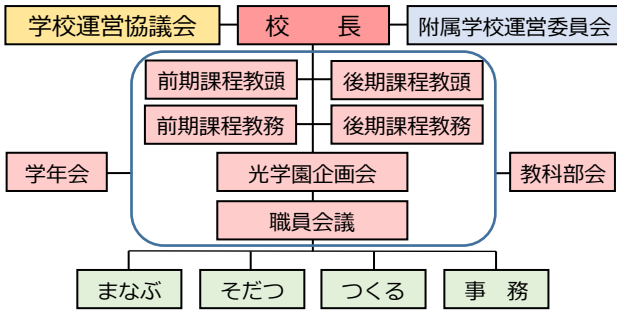 学校運営協議会
校　長
附属学校運営委員会
前期課程教頭
後期課程教頭
前期課程教務
後期課程教務
学年会
光学園企画会
教科部会
職員会議
まなぶ
そだつ
つくる
事　務